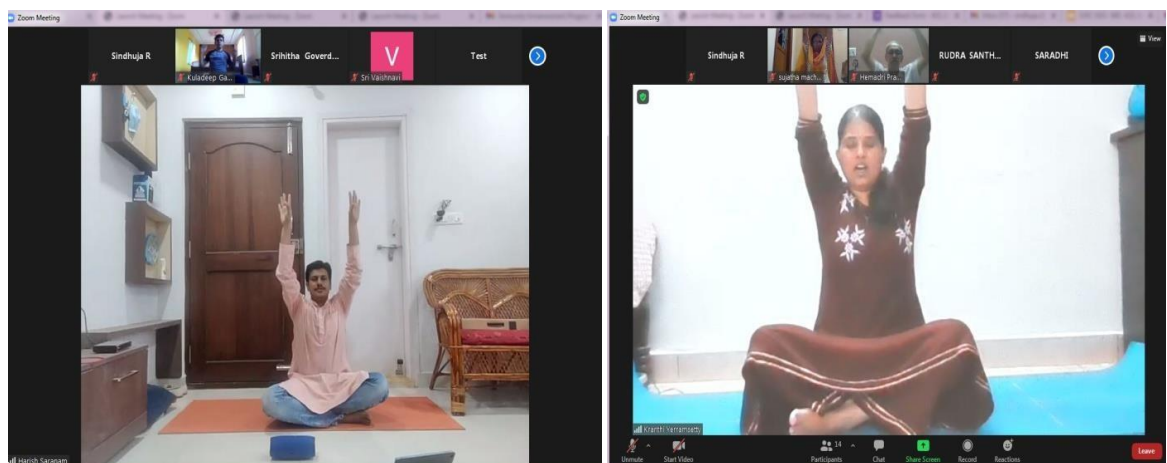 Zoom Meeting
Sindhuja R
Kuladeep Ga...
Srihitha Goverd...
V
Sri Vaishnavi
Test
Harish Saranam
Zoom Meeting
View
Sindhuja R
sujatha mach...
Hemadri Pra...
RUDRA SANTH...
SARADHI
Kranthi Yerramsetty
Unmute
Start Video
14
Participants
Chat
Share Screen
Record
Reactions
Leave